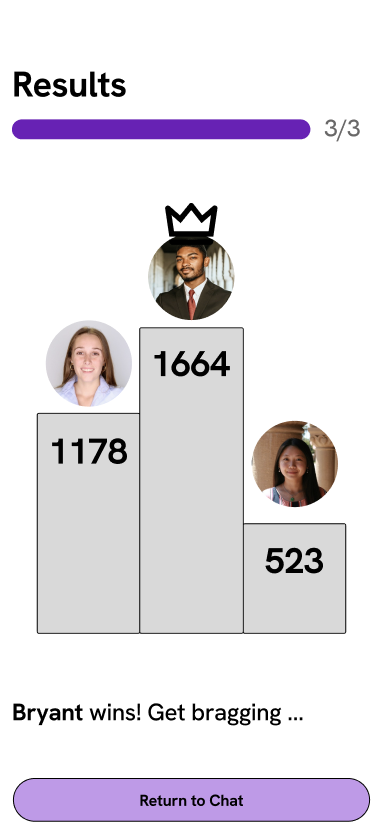 Results
3/3
1664
1178
523
Bryant wins! Get bragging ...
Return to Chat